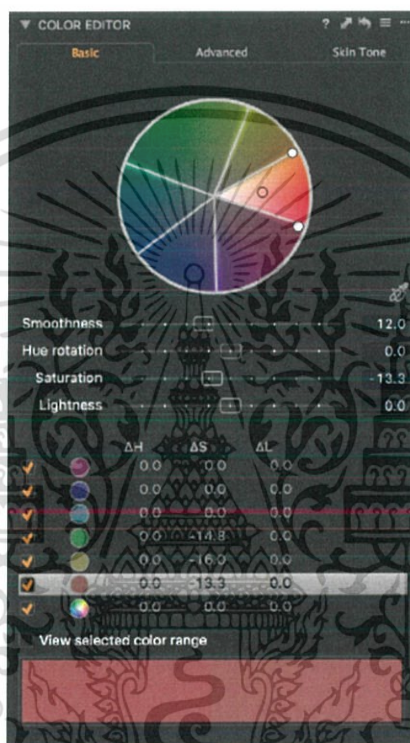 COLOR EDITOR ?
Basic Advanced Skin Tone
Smoothness 12.0
Hue rotation 0.0
Saturation -13.3
Lightness 0.0
ΔH ΔS ΔL
0.0 0.0 0.0
0.0 0.0 0.0
0.0 0.0 0.0
0.0 -14.8 0.0
0.0 -16.0 0.0
0.0 -13.3 0.0
0.0 0.0 0.0
View selected color range